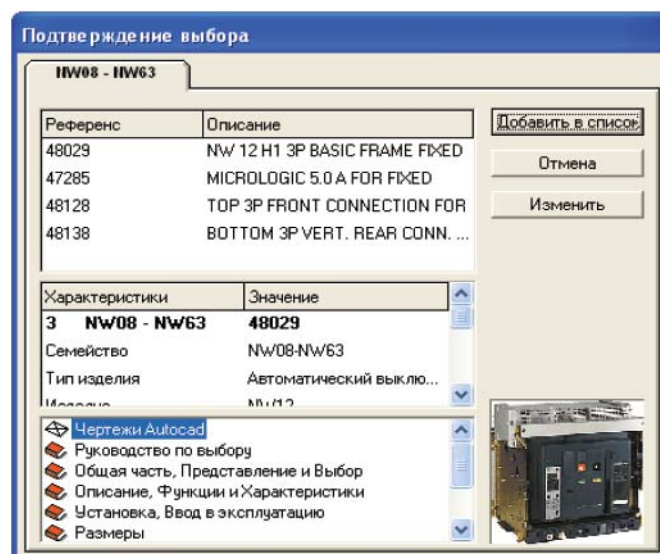 Подтверждение выбора
NW08 - NW63
Референс Описание
48029 NW 12 H1 3P BASIC FRAME FIXED
47285 MICROLOGIC 5.0 A FOR FIXED
48128 TOP 3P FRONT CONNECTION FOR
48138 BOTTOM 3P VERT. REAR CONN. ...
Добавить в список
Отмена
Изменить
Характеристики Значение
3 NW08 - NW63 48029
Семейство NW08-NW63
Тип изделия Автоматический выклю...
Чертежи Autocad
Руководство по выбору
Общая часть, Представление и Выбор
Описание, Функции и Характеристики
Установка, Ввод в эксплуатацию
Размеры